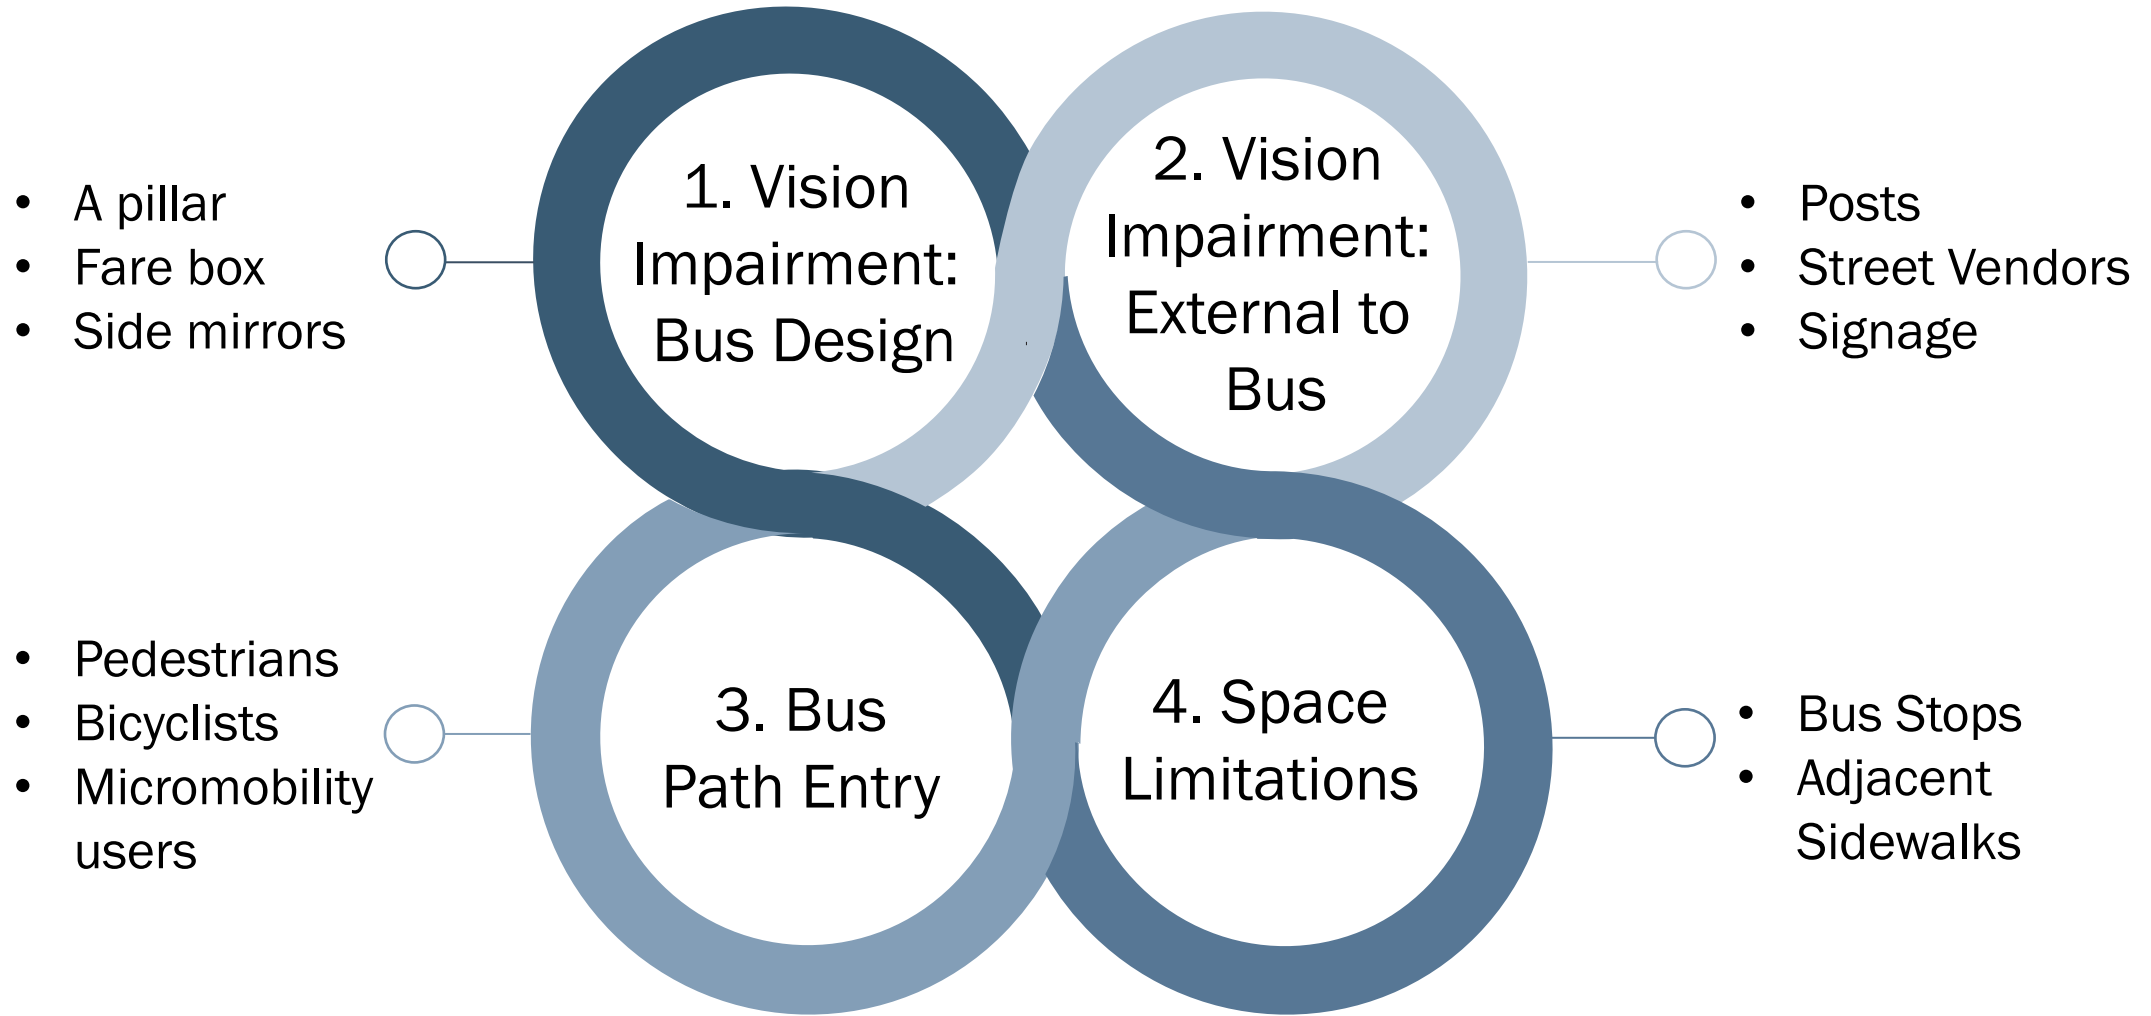 1. Vision
Impairment:
Bus Design
• A pillar
• Fare box
• Side mirrors
2. Vision
Impairment:
External to
Bus
• Posts
• Street Vendors
• Signage
3. Bus
Path Entry
• Pedestrians
• Bicyclists
• Micromobility
users
4. Space
Limitations
• Bus Stops
• Adjacent
Sidewalks